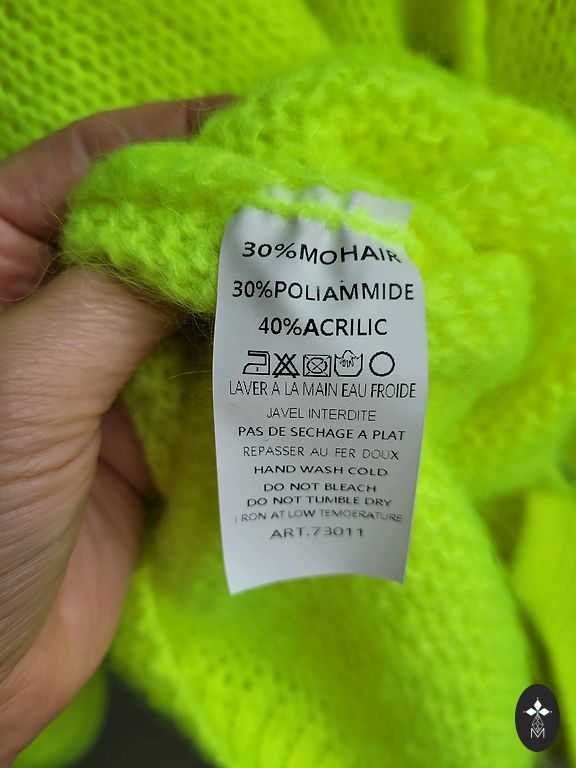 30%MOHAIR
30%POLIAMMIDE
40%ACRILIC
LAVER A LA MAIN EAU FROIDE
JAVEL INTERDITE
PAS DE SECHAGE A PLAT
REPASSER AU FER DOUX
HAND WASH COLD
DO NOT BLEACH
DO NOT TUMBLE DRY
IRON AT LOW TEMOERATURE
ART.73011
M